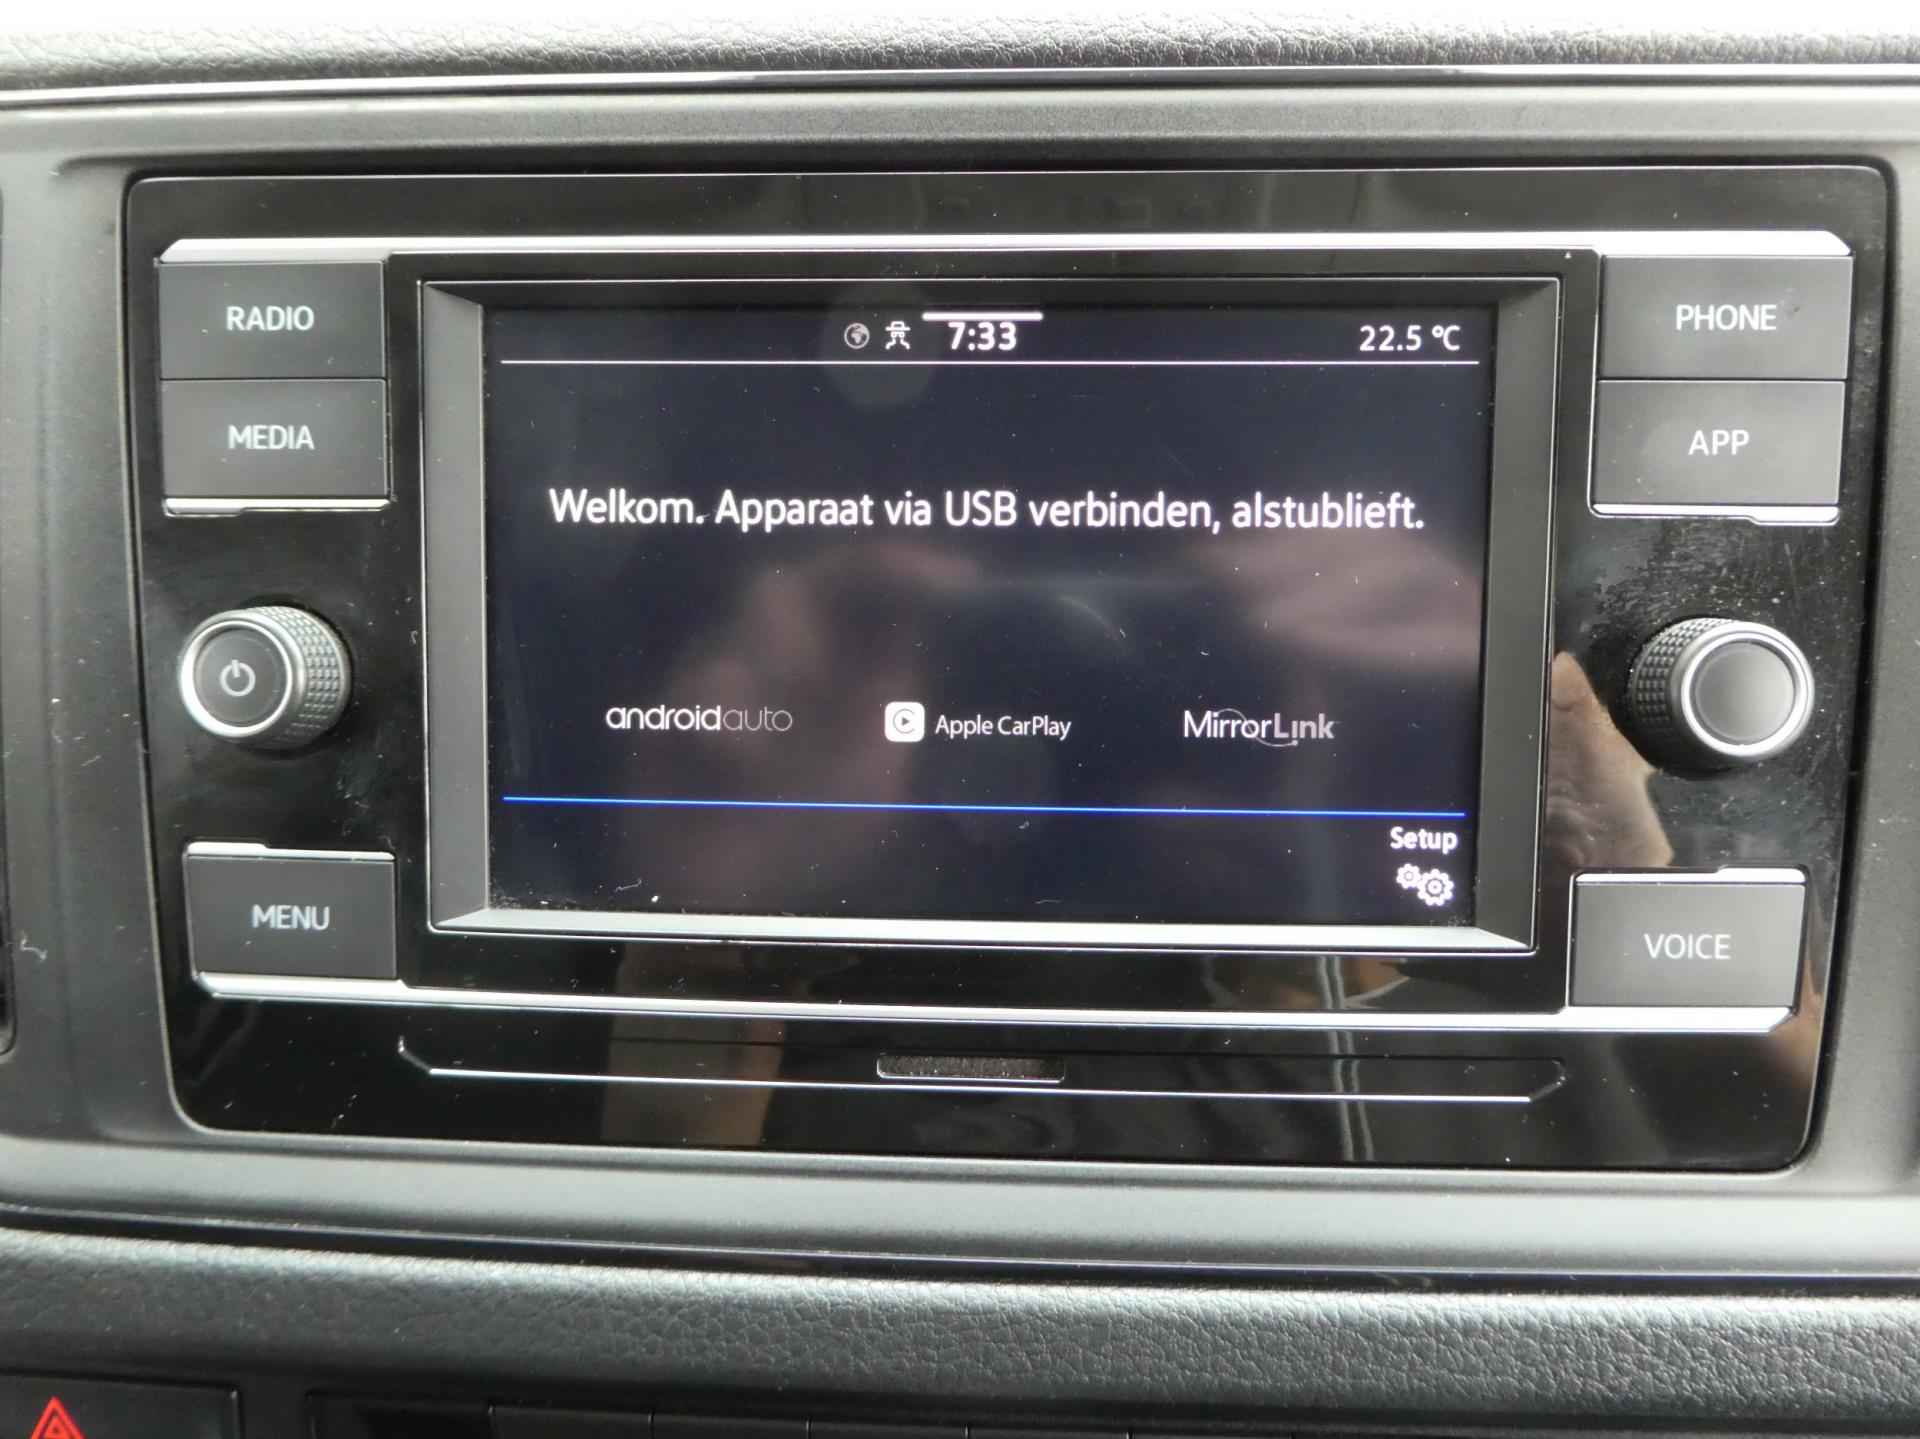 RADIO
MEDIA
MENU
7:33
22.5 °C
Welkom. Apparaat via USB verbinden, alstublieft.
androidauto
Apple CarPlay
MirrorLink
Setup
PHONE
APP
VOICE